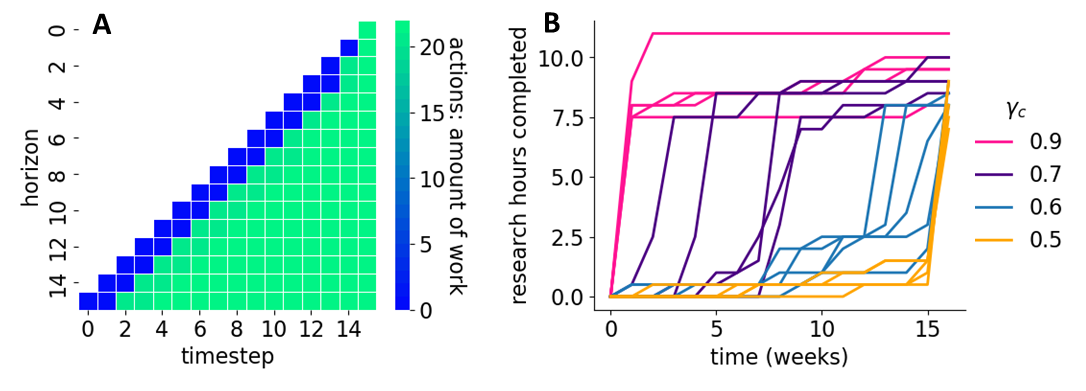 A
0
2
4
6
8
10
12
14
horizon
0 2 4 6 8 10 12 14
timestep
20
15
10
5
0
actions: amount of work
B
10.0
7.5
5.0
2.5
0.0
research hours completed
0 5 10 15
time (weeks)
γc
0.9
0.7
0.6
0.5